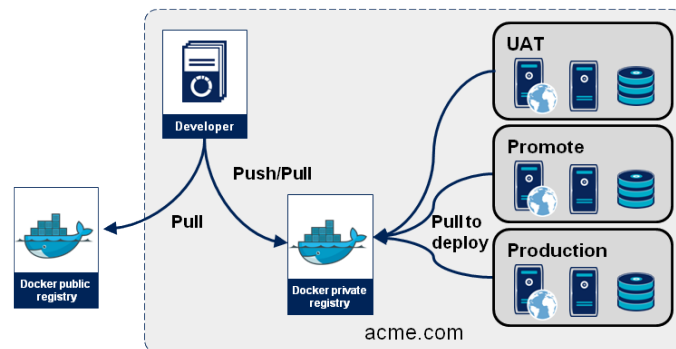 UAT
Developer
Promote
Push/Pull
Pull
Pull to
deploy
Production
Docker public
registry
Docker private
registry
acme.com